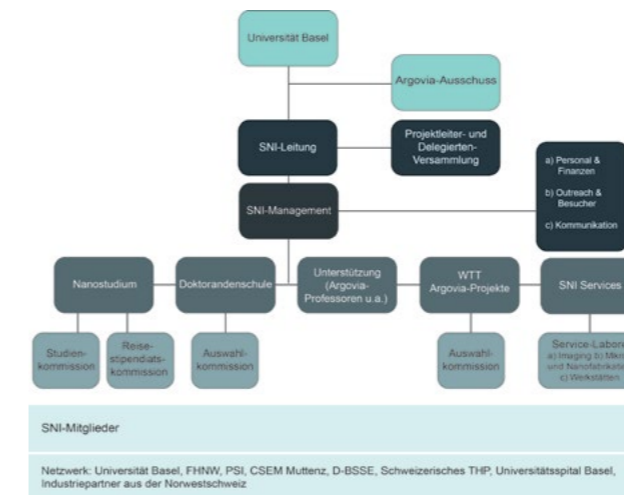 Universität Basel
Argovia-Ausschuss
SNI-Leitung
Projektleiter- und
Delegierten-
Versammlung
SNI-Management
a) Personal &
Finanzen
b) Outreach &
Besucher
c) Kommunikation
Nanostudium
Doktorandenschule
Unterstützung
(Argovia-
Professoren u.a.)
WTT
Argovia-Projekte
SNI Services
Studien-
kommission
Reise-
stipendiats-
kommission
Auswahl-
kommission
Auswahl-
kommission
Service-Labore
a) Imaging b)
und
c) Werkstätten
SNI-Mitglieder
Netzwerk: Universität Basel, FHNW, PSI, CSEM Muttenz, D-BSSE, Schweizerisches THP, Universitätsspital Basel,
Industriepartner aus der Norwestschweiz